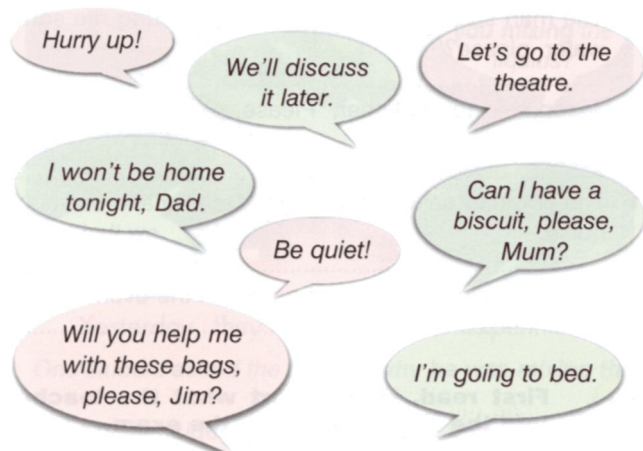 Hurry up!
We'll discuss
it later.
Let's go to the
theatre.
I won't be home
tonight, Dad.
Be quiet!
Can I have a
biscuit, please,
Mum?
Will you help me
with these bags,
please, Jim?
I'm going to bed.